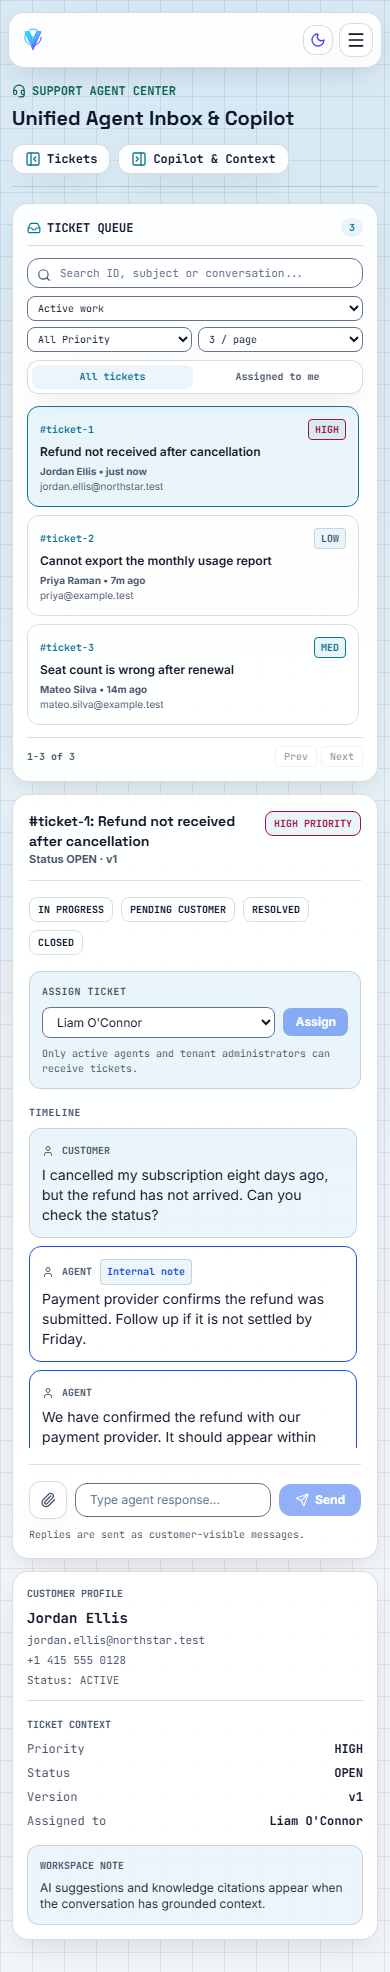 SUPPORT AGENT CENTER
Unified Agent Inbox & Copilot
Tickets
Copilot & Context
TICKET QUEUE
3
Search ID, subject or conversation...
Active work
All Priority
3 / page
All tickets
Assigned to me
#ticket-1
HIGH
Refund not received after cancellation
Jordan Ellis • just now
jordan.ellis@northstar.test
#ticket-2
LOW
Cannot export the monthly usage report
Priya Raman • 7m ago
priya@example.test
#ticket-3
MED
Seat count is wrong after renewal
Mateo Silva • 14m ago
mateo.silva@example.test
1-3 of 3
Prev
Next
#ticket-1: Refund not received
after cancellation
HIGH PRIORITY
Status OPEN · v1
IN PROGRESS
PENDING CUSTOMER
RESOLVED
CLOSED
ASSIGN TICKET
Liam O'Connor
Assign
Only active agents and tenant administrators can
receive tickets.
TIMELINE
CUSTOMER
I cancelled my subscription eight days ago,
but the refund has not arrived. Can you
check the status?
AGENT
Internal note
Payment provider confirms the refund was
submitted. Follow up if it is not settled by
Friday.
AGENT
We have confirmed the refund with our
payment provider. It should appear within
Type agent response...
Send
Replies are sent as customer-visible messages.
CUSTOMER PROFILE
Jordan Ellis
jordan.ellis@northstar.test
+1 415 555 0128
Status: ACTIVE
TICKET CONTEXT
Priority
HIGH
Status
OPEN
Version
v1
Assigned to
Liam O'Connor
WORKSPACE NOTE
AI suggestions and knowledge citations appear when
the conversation has grounded context.